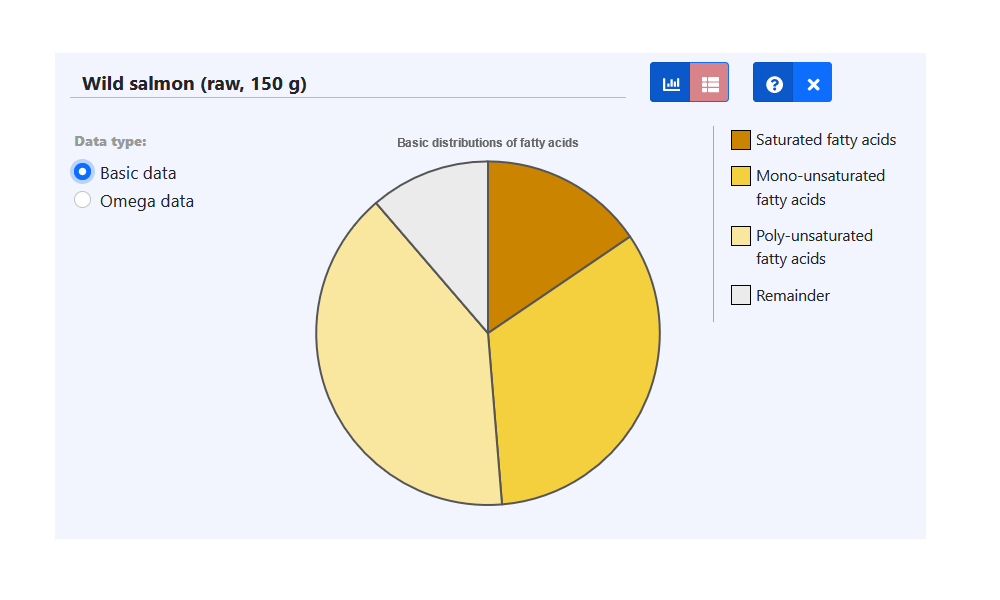 Wild salmon (raw, 150 g)
Data type:
Basic data
Omega data
Basic distributions of fatty acids
Saturated fatty acids
Mono-unsaturated
fatty acids
Poly-unsaturated
fatty acids
Remainder